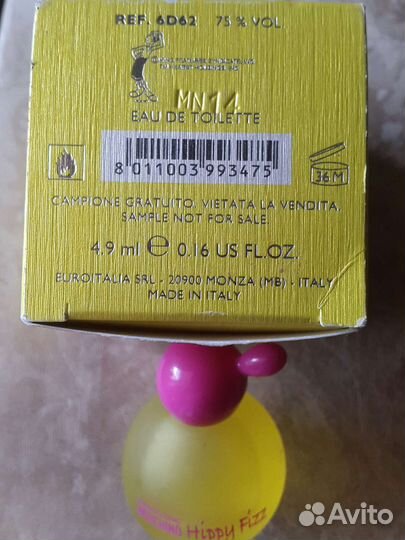 REF. 6D62 75 % VOL.
MN14
EAU DE TOILETTE
8 011003 993475
36 M
CAMPIONE GRATUITO. VIETATA LA VENDITA.
SAMPLE NOT FOR SALE.
4.9 ml ℮ 0.16 US FL.OZ.
EUROITALIA SRL - 20900 MONZA (MB) - ITALY
MADE IN ITALY
MOSCHINO Hippy Fizz
Avito